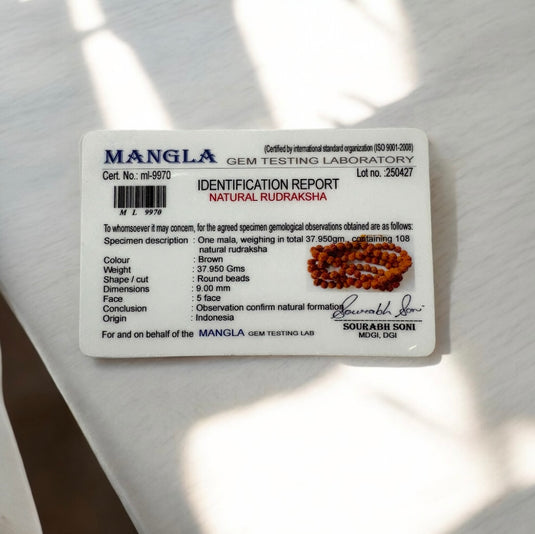 MANGLA GEM TESTING LABORATORY
(Certified by international standard organization (ISO 9001-2008)
Cert. No.: ml-9970
Lot no. :250427
IDENTIFICATION REPORT
NATURAL RUDRAKSHA
M L 9970
To whomsoever it may concern, for the agreed specimen gemological observations obtained are as follows:
Specimen description : One mala, weighing in total 37.950gm , containing 108
natural rudraksha
Colour : Brown
Weight : 37.950 Gms
Shape / cut : Round beads
Dimensions : 9.00 mm
Face : 5 face
Conclusion : Observation confirm natural formation
Origin : Indonesia
Sourabh Soni
SOURABH SONI
MDGI, DGI
For and on behalf of the MANGLA GEM TESTING LAB